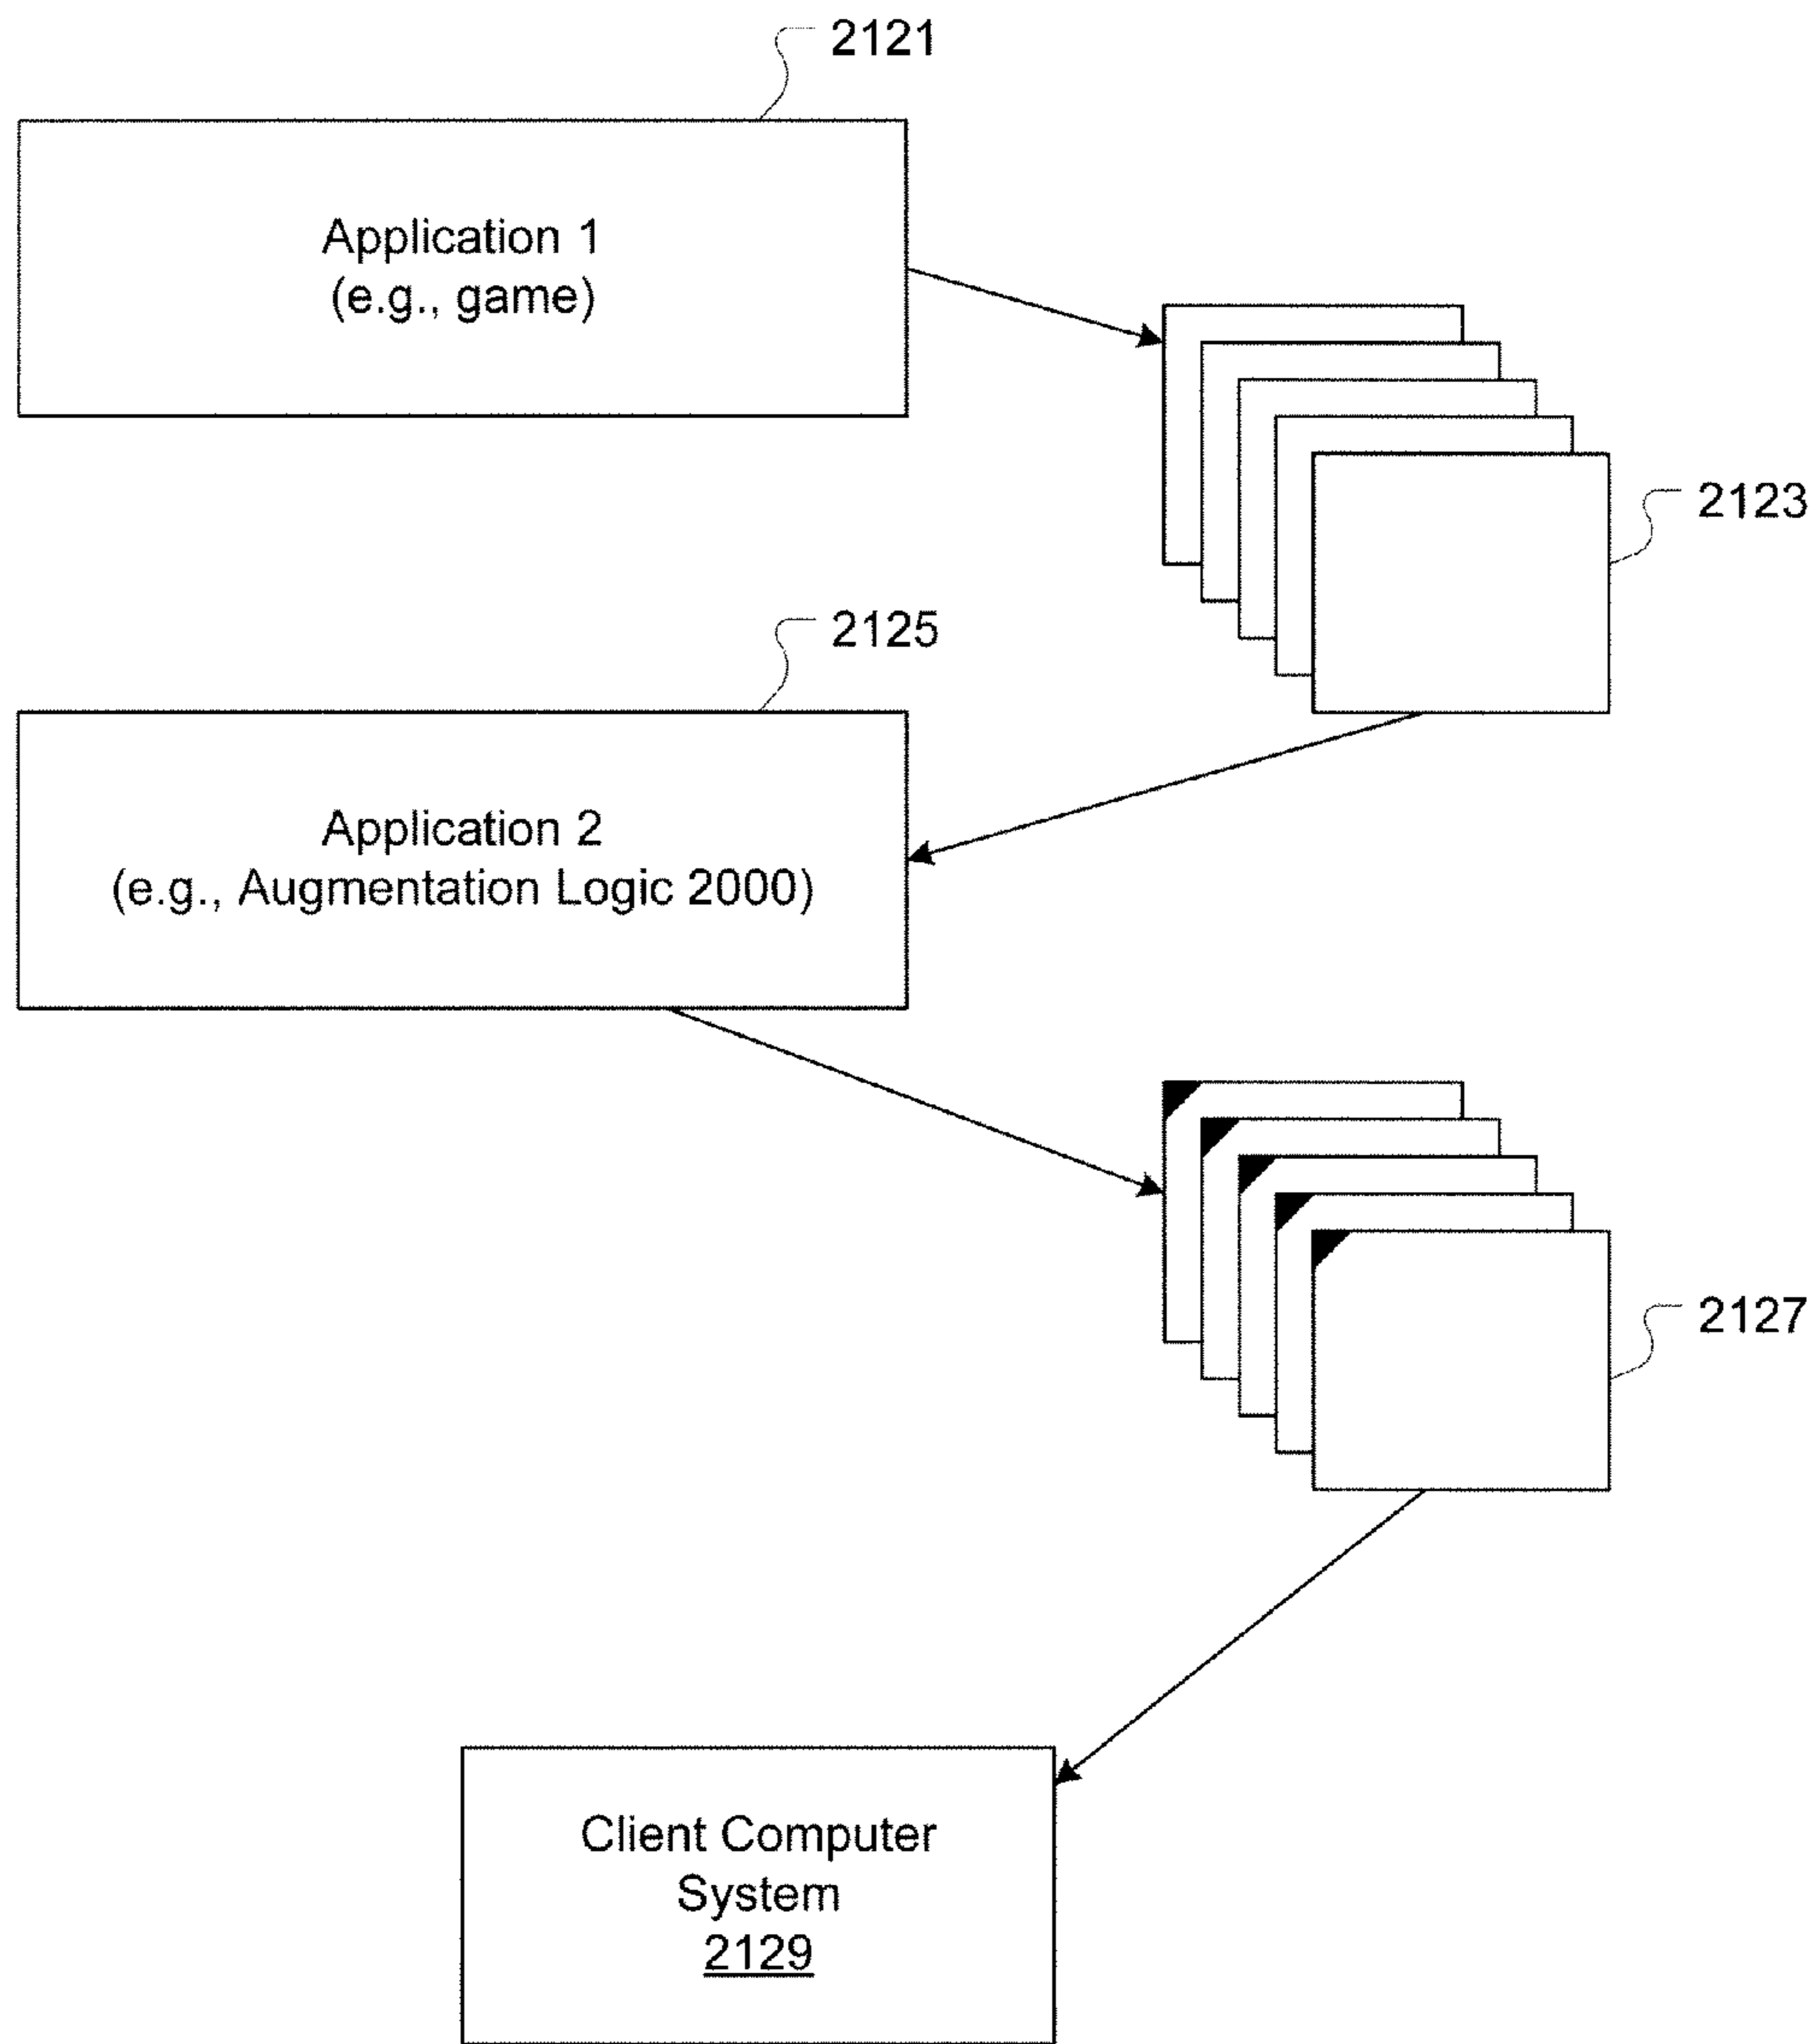 2121
Application 1
(e.g., game)
2123
2125
Application 2
(e.g., Augmentation Logic 2000)
2127
Client Computer
System
2129